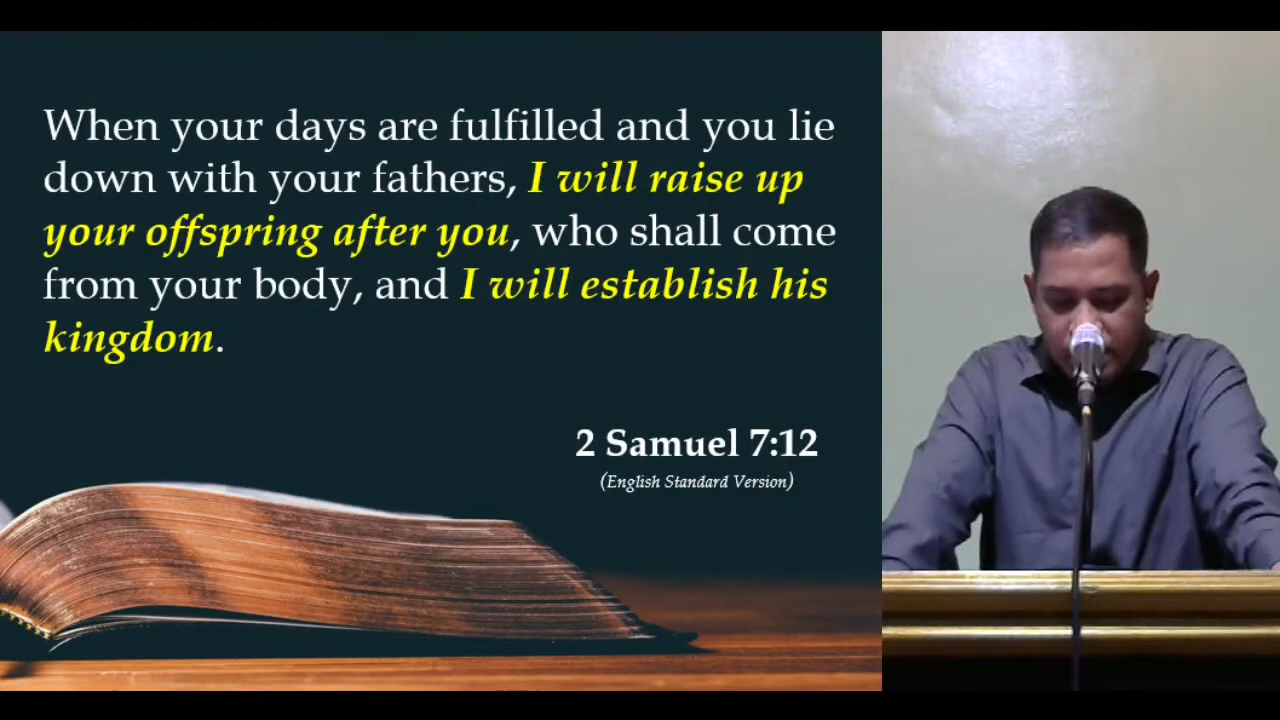 When your days are fulfilled and you lie
down with your fathers, I will raise up
your offspring after you, who shall come
from your body, and I will establish his
kingdom.
2 Samuel 7:12
(English Standard Version)